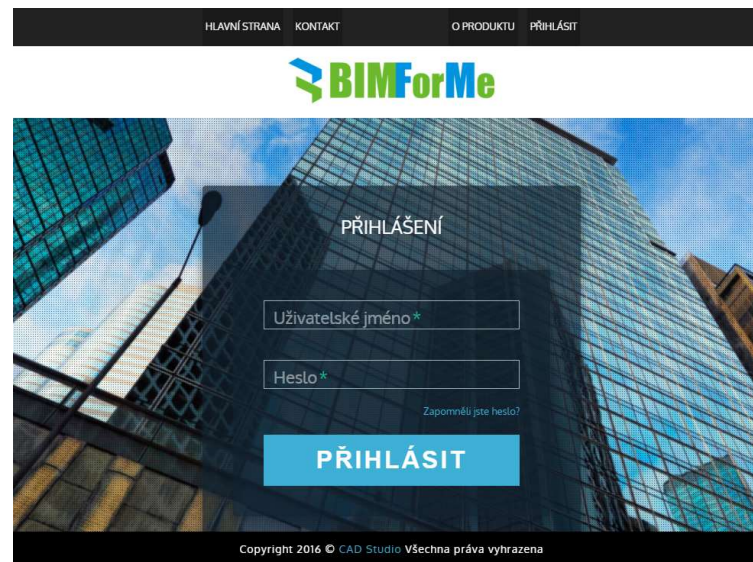 HLAVNÍ STRANA KONTAKT O PRODUKTU PŘIHLÁSIT
BIMForMe
PŘIHLÁŠENÍ
Uživatelské jméno*
Heslo*
Zapomněli jste heslo?
PŘIHLÁSIT
Copyright 2016 © CAD Studio Všechna práva vyhrazena